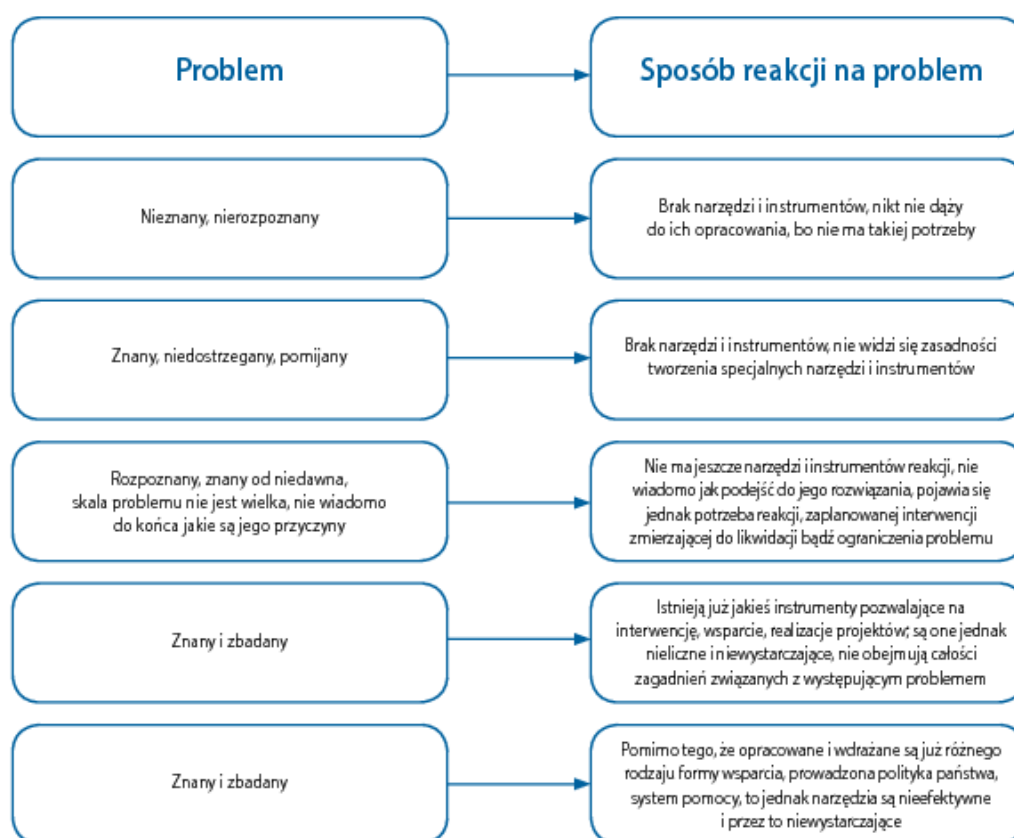 Problem
Sposób reakcji na problem
Nieznany, nierozpoznany
Brak narzędzi i instrumentów, nikt nie dąży
do ich opracowania, bo nie ma takiej potrzeby
Znany, niedostrzegany, pomijany
Brak narzędzi i instrumentów, nie widzi się zasadności
tworzenia specjalnych narzędzi i instrumentów
Rozpoznany, znany od niedawna,
skala problemu nie jest wielka, nie wiadomo
do końca jakie są jego przyczyny
Nie ma jeszcze narzędzi i instrumentów reakcji, nie
wiadomo jak podejść do jego rozwiązania, pojawia się
jednak potrzeba reakcji, zaplanowanej interwencji
zmierzającej do likwidacji bądź ograniczenia problemu
Znany i zbadany
Istnieją już jakieś instrumenty pozwalające na
interwencję, wsparcie, realizacje projektów; są one jednak
nieliczne i niewystarczające, nie obejmują całości
zagadnień związanych z występującym problemem
Znany i zbadany
Pomimo tego, że opracowane i wdrażane są już różnego
rodzaju formy wsparcia, prowadzona polityka państwa,
system pomocy, to jednak narzędzia są nieefektywne
i przez to niewystarczające